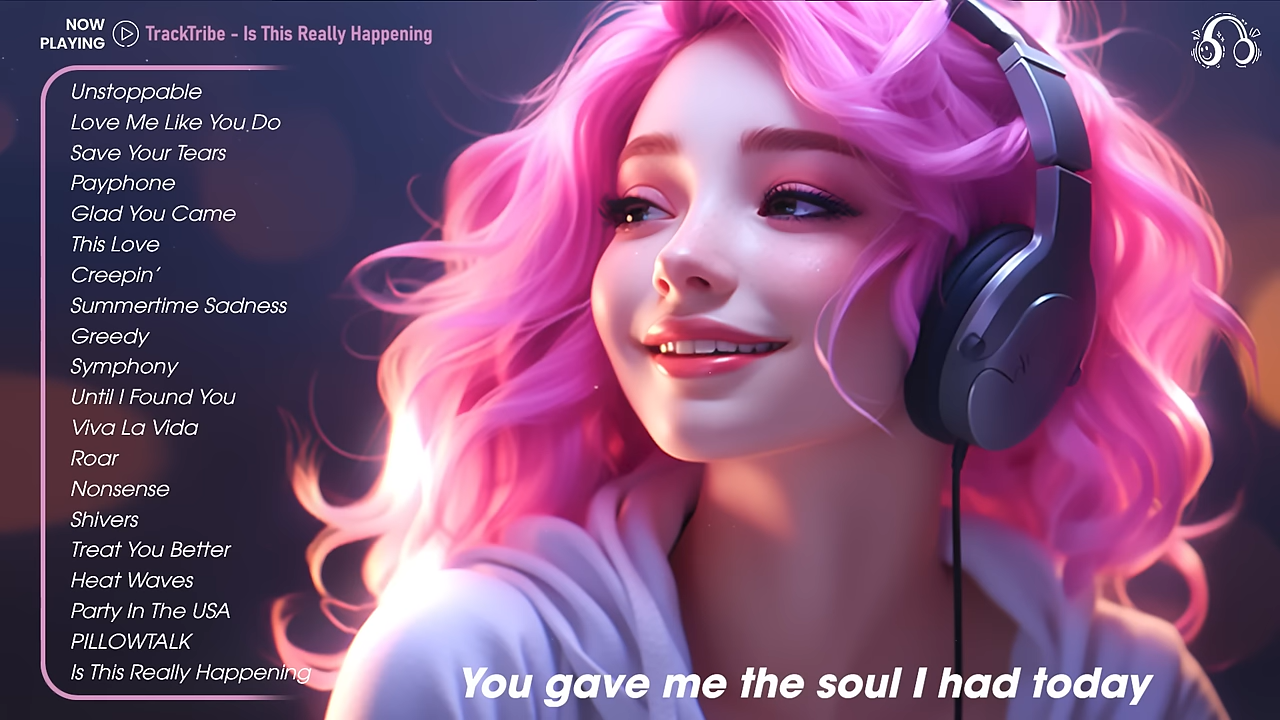 NOW
PLAYING
TrackTribe - Is This Really Happening
Unstoppable
Love Me Like You Do
Save Your Tears
Payphone
Glad You Came
This Love
Creepin’
Summertime Sadness
Greedy
Symphony
Until I Found You
Viva La Vida
Roar
Nonsense
Shivers
Treat You Better
Heat Waves
Party In The USA
PILLOWTALK
Is This Really Happening
You gave me the soul I had today